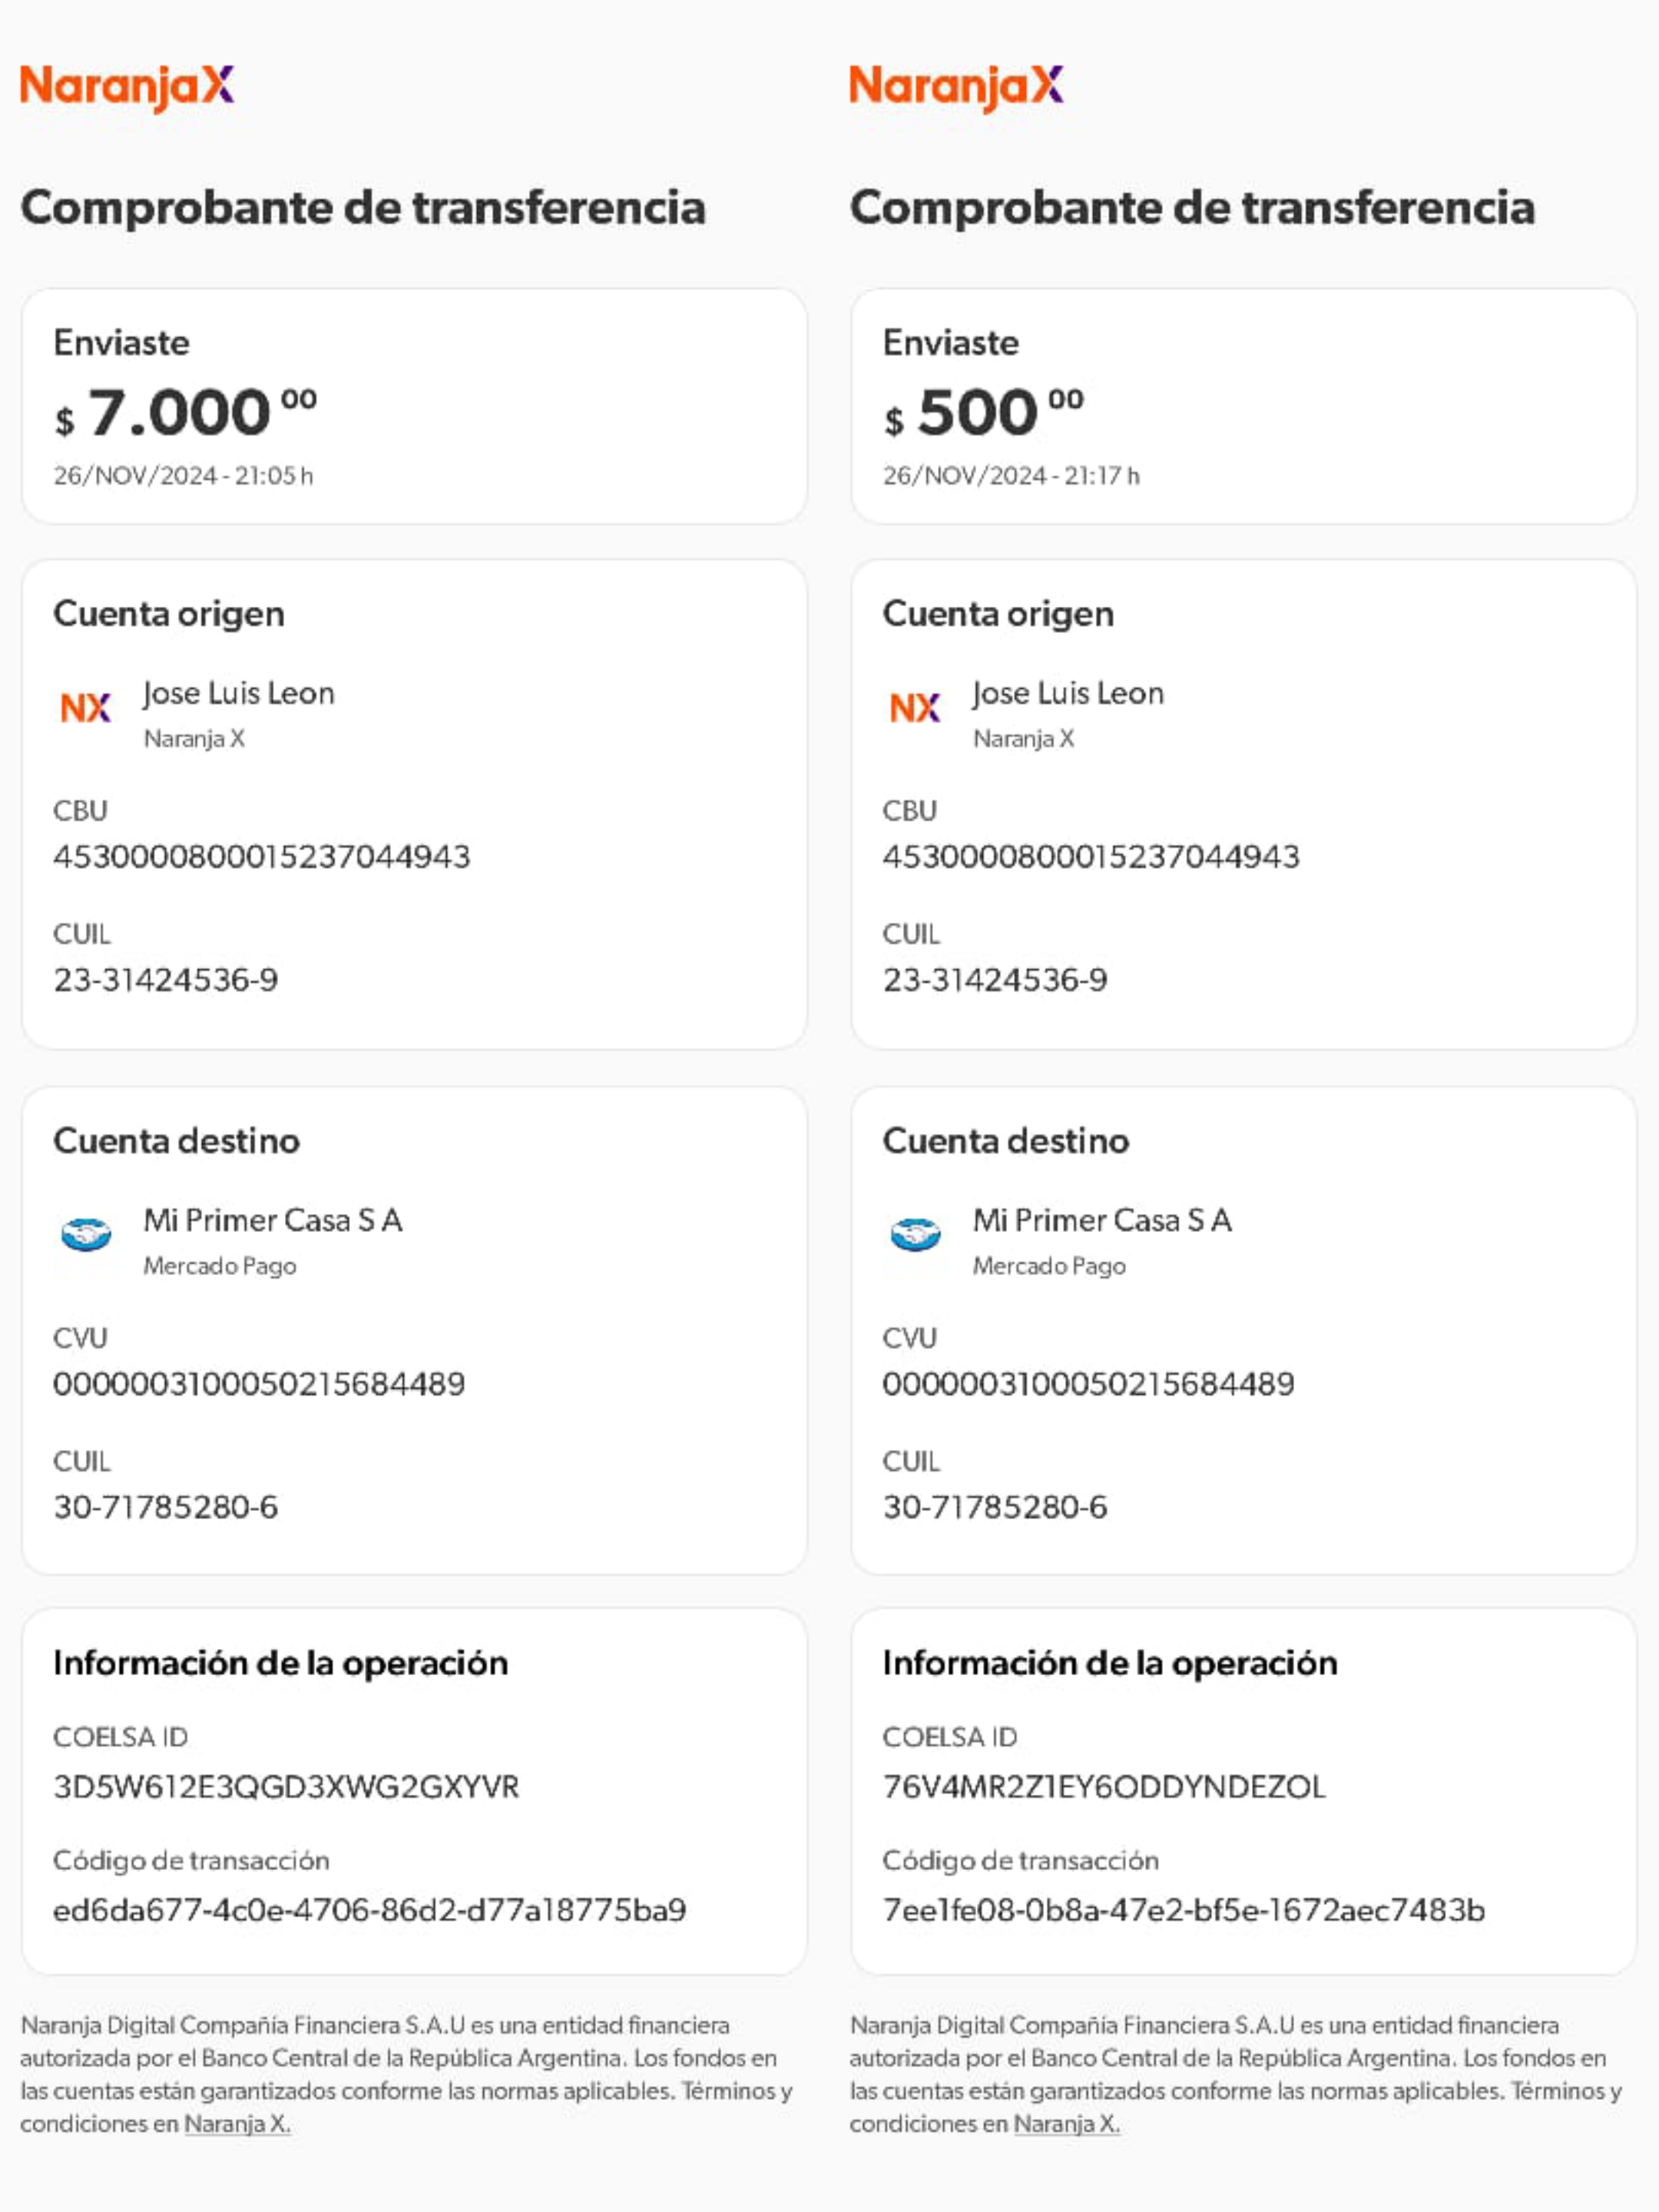 NaranjaX
Comprobante de transferencia
Enviaste
$ 7.000 00
26/NOV/2024 - 21:05 h
Cuenta origen
NX
Jose Luis Leon
Naranja X
CBU
4530000800015237044943
CUIL
23-31424536-9
Cuenta destino
Mi Primer Casa S A
Mercado Pago
CVU
0000003100050215684489
CUIL
30-71785280-6
Información de la operación
COELSA ID
3D5W612E3QGD3XWG2GXYVR
Código de transacción
ed6da677-4c0e-4706-86d2-d77a18775ba9
Naranja Digital Compañía Financiera S.A.U es una entidad financiera
autorizada por el Banco Central de la República Argentina. Los fondos en
las cuentas están garantizados conforme las normas aplicables. Términos y
condiciones en Naranja X.
NaranjaX
Comprobante de transferencia
Enviaste
$ 500 00
26/NOV/2024 - 21:17 h
Cuenta origen
NX
Jose Luis Leon
Naranja X
CBU
4530000800015237044943
CUIL
23-31424536-9
Cuenta destino
Mi Primer Casa S A
Mercado Pago
CVU
0000003100050215684489
CUIL
30-71785280-6
Información de la operación
COELSA ID
76V4MR2Z1EY6ODDYNDEZOL
Código de transacción
7ee1fe08-0b8a-47e2-bf5e-1672aec7483b
Naranja Digital Compañía Financiera S.A.U es una entidad financiera
autorizada por el Banco Central de la República Argentina. Los fondos en
las cuentas están garantizados conforme las normas aplicables. Términos y
condiciones en Naranja X.